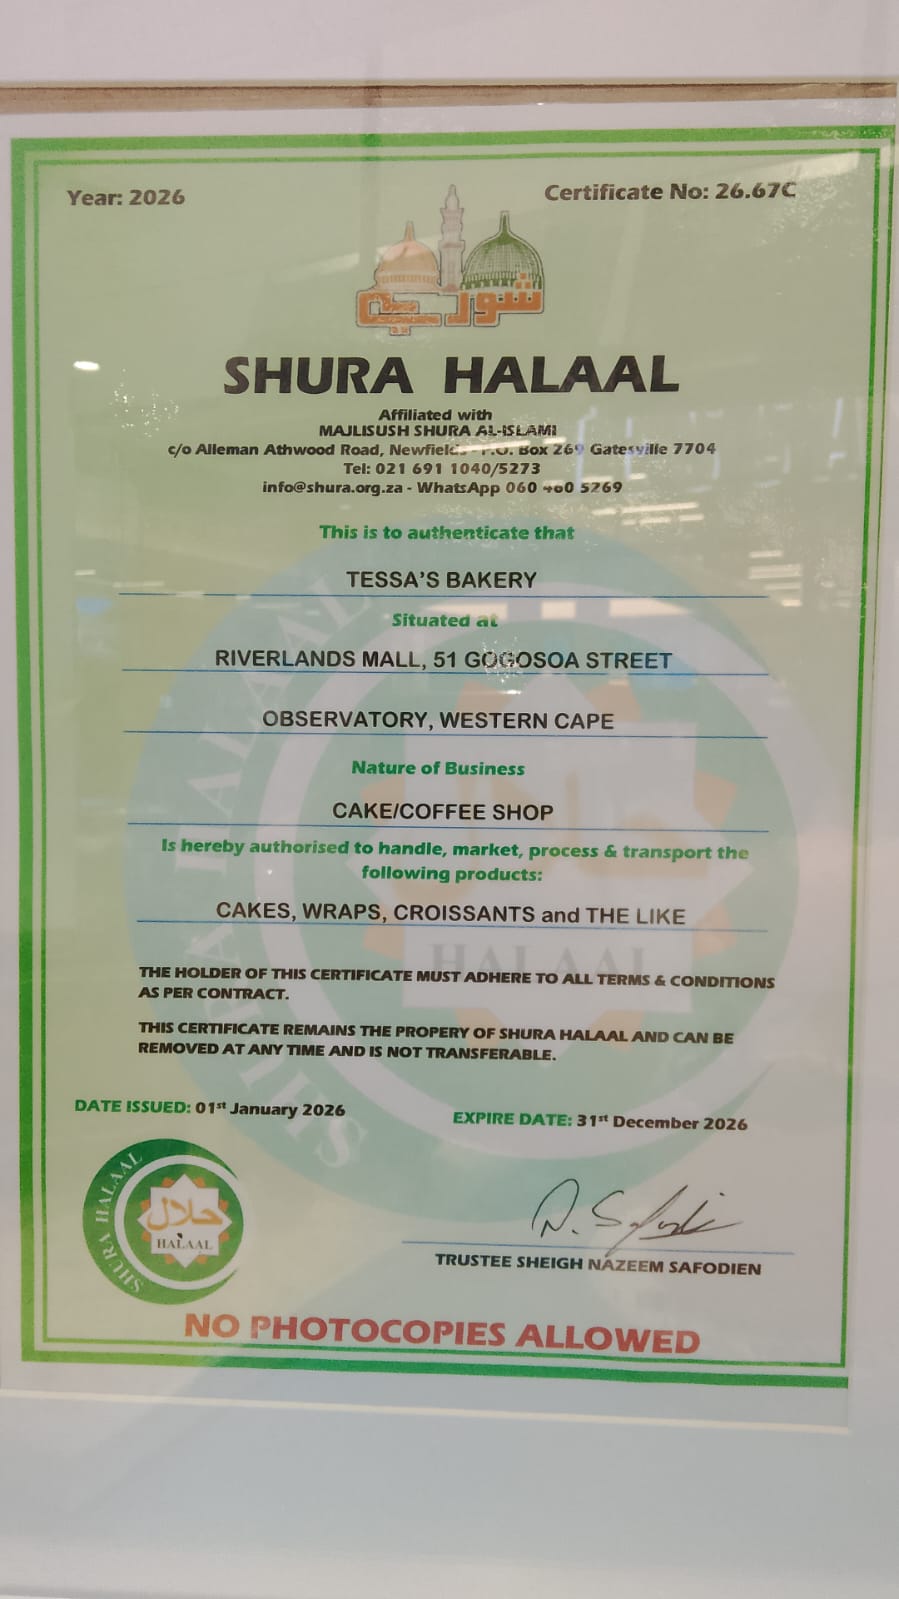 Year: 2026
Certificate No: 26.67C
شورى
SHURA HALAAL
Affiliated with
MAJLISUSH SHURA AL-ISLAMI
c/o Alleman Athwood Road, Newfields - P.O. Box 269 Gatesville 7704
Tel: 021 691 1040/5273
info@shura.org.za - WhatsApp 060 460 5269
This is to authenticate that
TESSA'S BAKERY
Situated at
RIVERLANDS MALL, 51 GOGOSOA STREET
OBSERVATORY, WESTERN CAPE
Nature of Business
CAKE/COFFEE SHOP
Is hereby authorised to handle, market, process & transport the
following products:
CAKES, WRAPS, CROISSANTS and THE LIKE
THE HOLDER OF THIS CERTIFICATE MUST ADHERE TO ALL TERMS & CONDITIONS
AS PER CONTRACT.
THIS CERTIFICATE REMAINS THE PROPERY OF SHURA HALAAL AND CAN BE
REMOVED AT ANY TIME AND IS NOT TRANSFERABLE.
DATE ISSUED: 01st January 2026
EXPIRE DATE: 31st December 2026
SHURA HALAAL
حلال
HALAAL
TRUSTEE SHEIGH NAZEEM SAFODIEN
NO PHOTOCOPIES ALLOWED